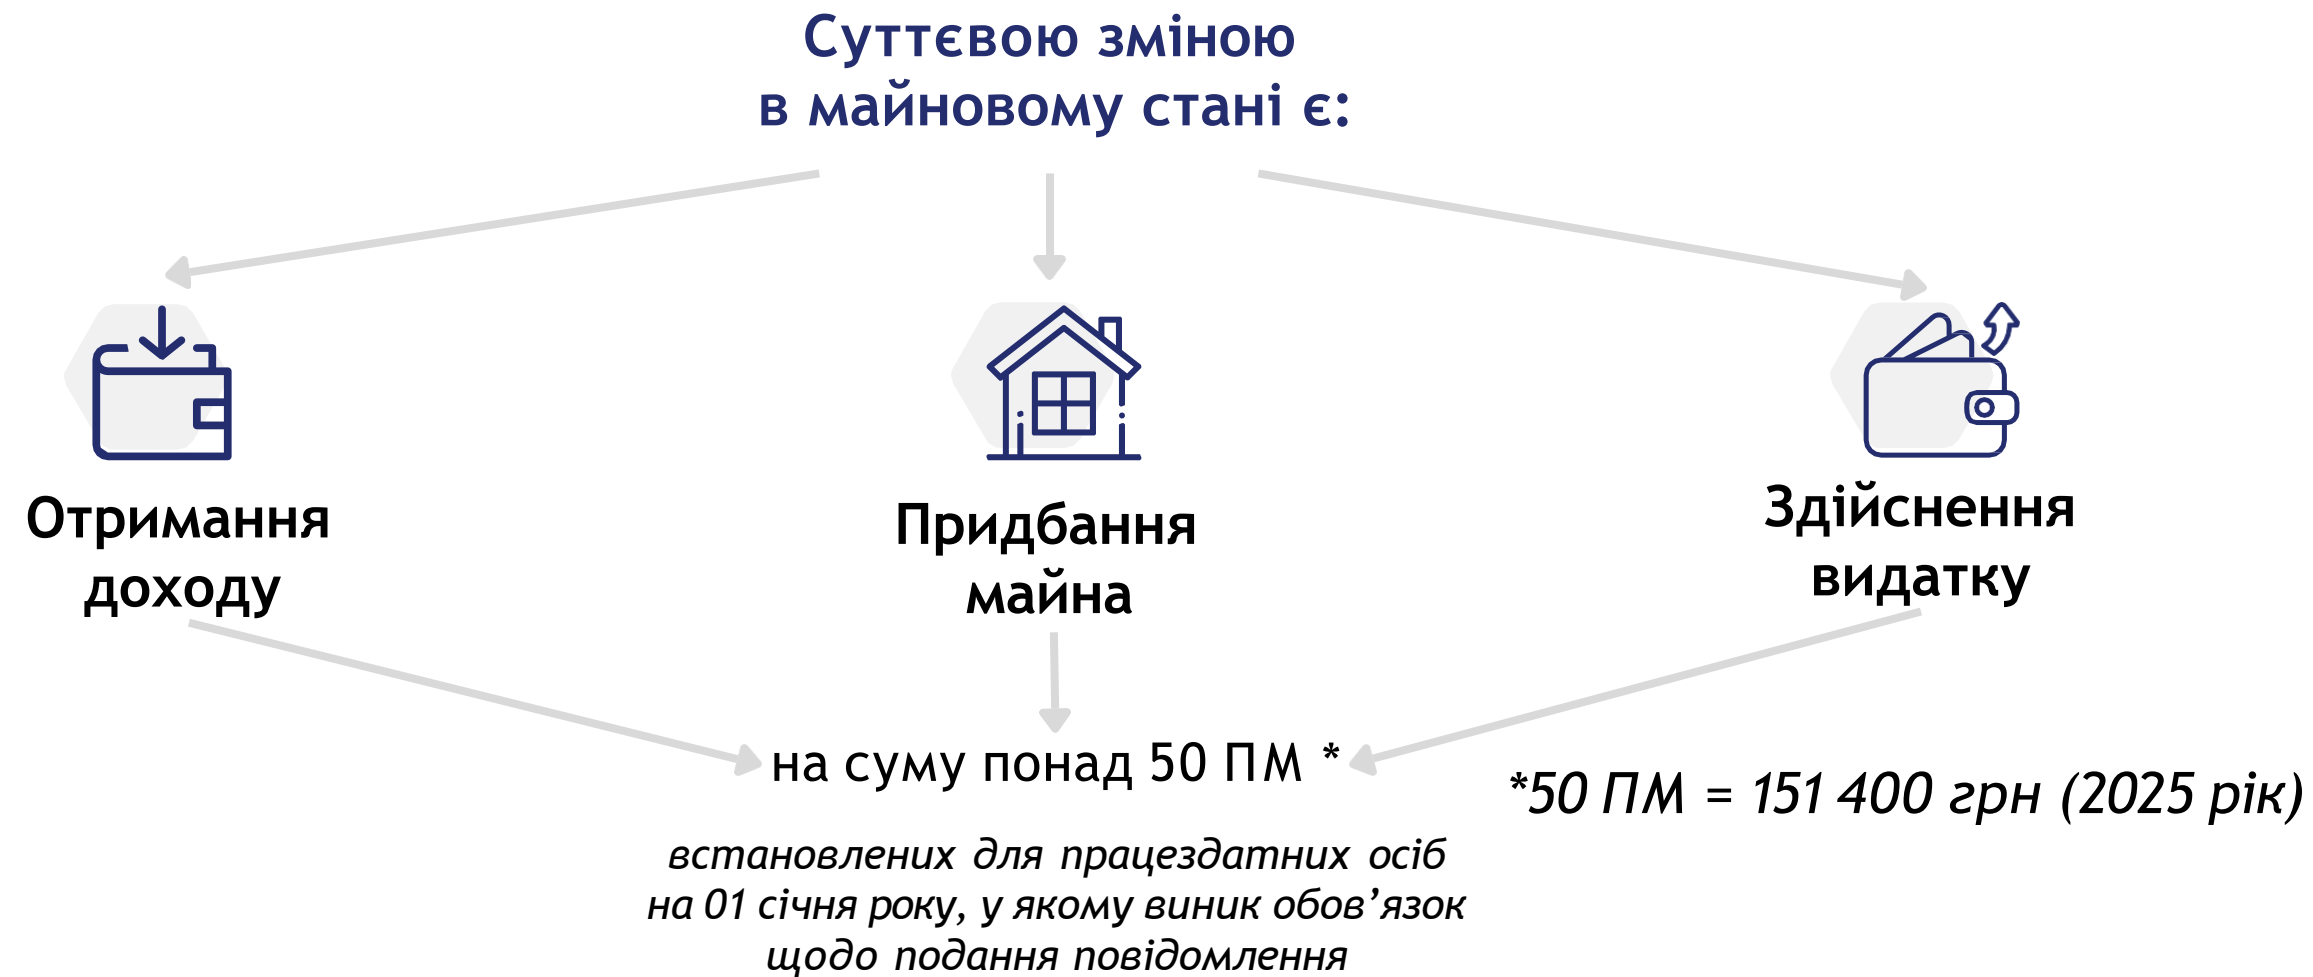 Суттєвою зміною
в майновому стані є:
Отримання
доходу
Придбання
майна
Здійснення
видатку
на суму понад 50 ПМ *
*50 ПМ = 151 400 грн (2025 рік)
встановлених для працездатних осіб
на 01 січня року, у якому виник обов’язок
щодо подання повідомлення